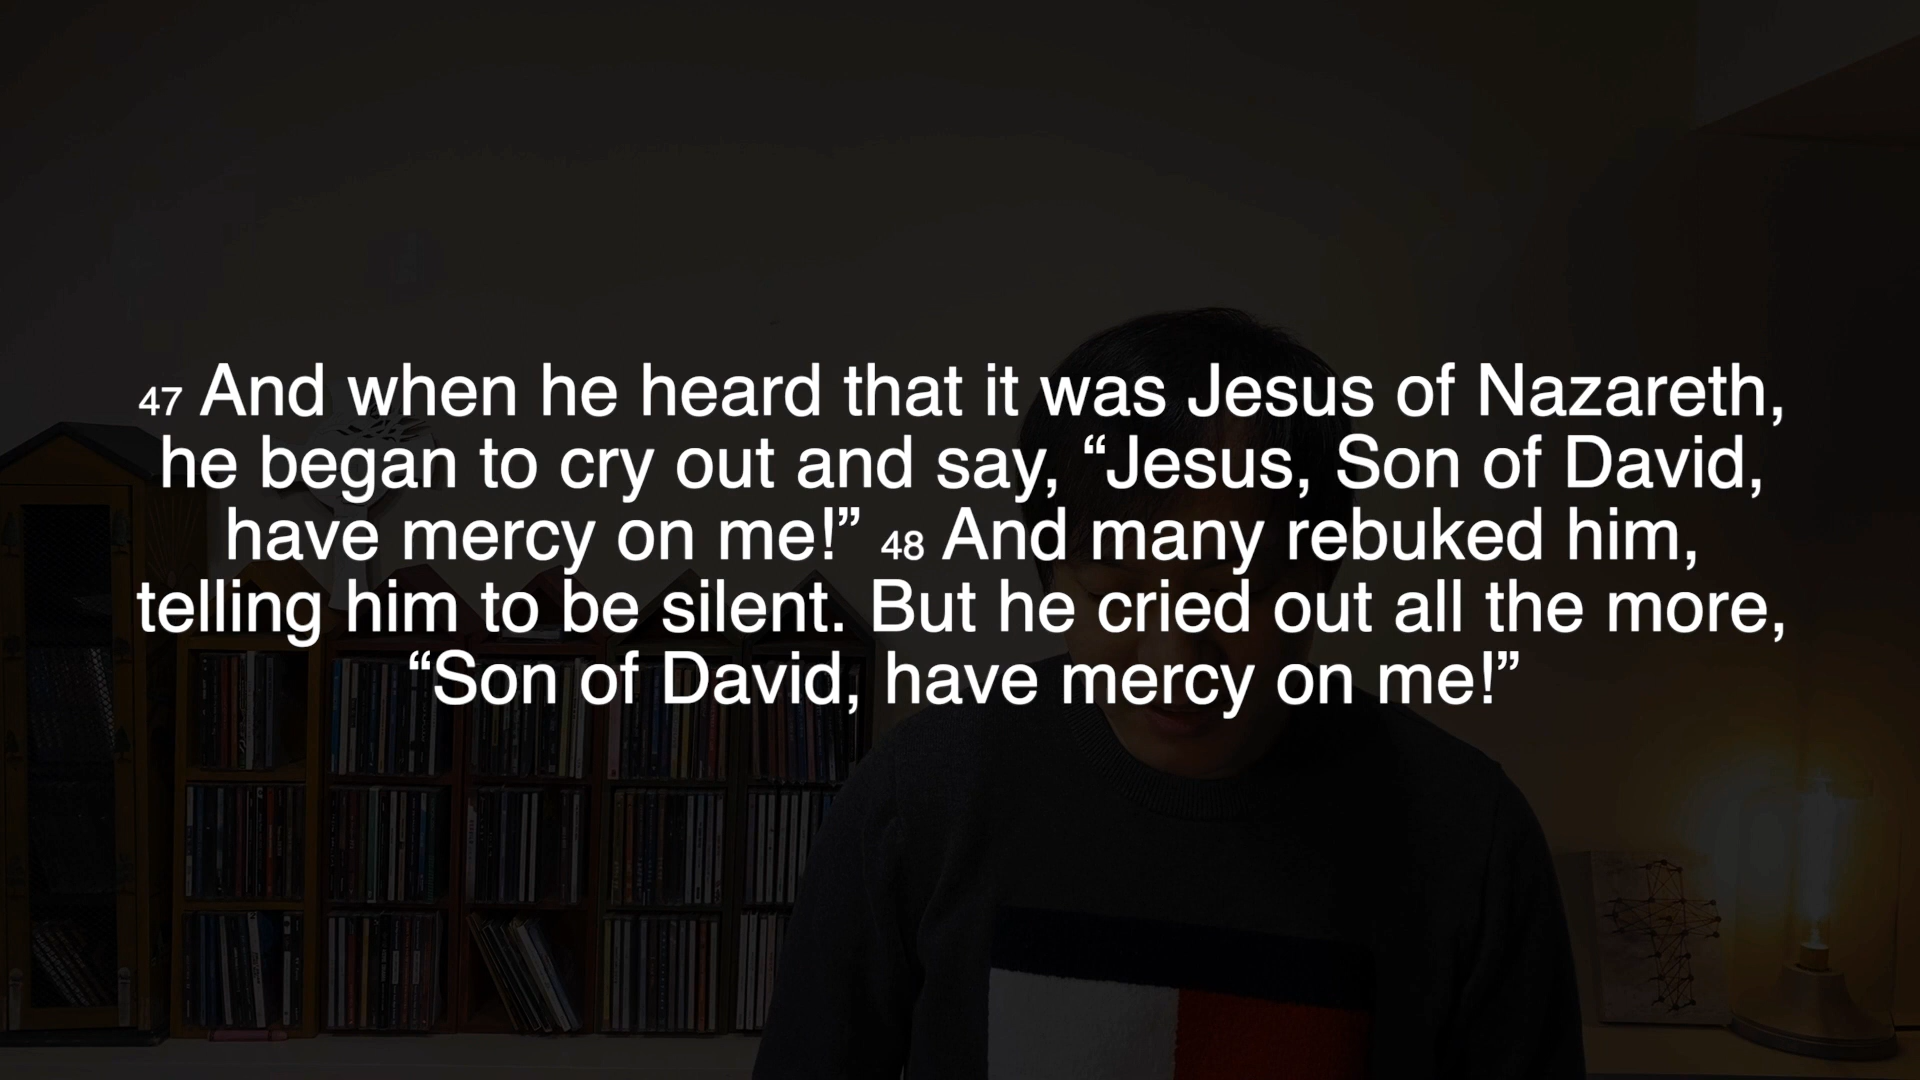 47 And when he heard that it was Jesus of Nazareth,
he began to cry out and say, “Jesus, Son of David,
have mercy on me!” 48 And many rebuked him,
telling him to be silent. But he cried out all the more,
“Son of David, have mercy on me!”